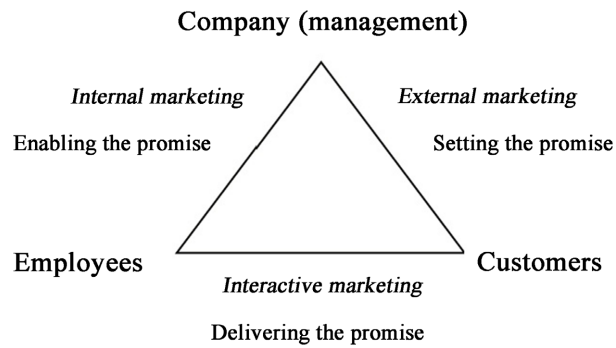 Company (management)
Internal marketing
External marketing
Enabling the promise
Setting the promise
Employees
Customers
Interactive marketing
Delivering the promise